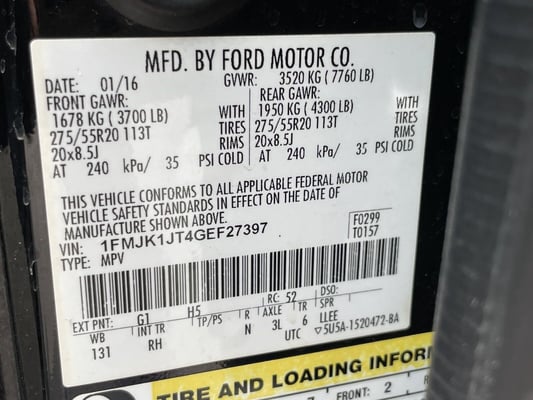 MFD. BY FORD MOTOR CO.
DATE: 01/16 GVWR: 3520 KG ( 7760 LB)
FRONT GAWR: REAR GAWR:
1678 KG ( 3700 LB) WITH 1950 KG ( 4300 LB) WITH
275/55R20 113T TIRES 275/55R20 113T TIRES
20x8.5J RIMS 20x8.5J RIMS
AT 240 kPa/ 35 PSI COLD AT 240 kPa/ 35 PSI COLD
THIS VEHICLE CONFORMS TO ALL APPLICABLE FEDERAL MOTOR
VEHICLE SAFETY STANDARDS IN EFFECT ON THE DATE OF
MANUFACTURE SHOWN ABOVE.
VIN: 1FMJK1JT4GEF27397 F0299
TYPE: MPV T0157
EXT PNT: G1 H5 RC: 52 DSO:
WB INT TR TP/PS R AXLE TR SPR
131 RH N 3L 6 LLEE
UTC ▽5U5A-1520472-BA
TIRE AND LOADING INFOR
FRONT: 2